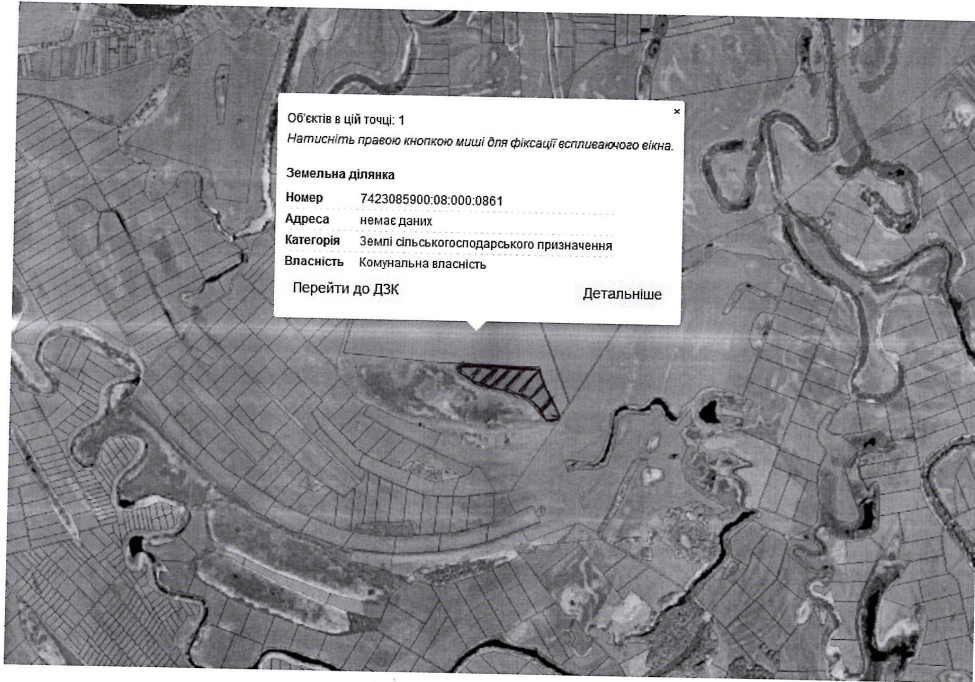 Об'єктів в цій точці: 1
×
Натисніть правою кнопкою миші для фіксації вспливаючого вікна.
Земельна ділянка
Номер 7423085900:08:000:0861
Адреса немає даних
Категорія Землі сільськогосподарського призначення
Власність Комунальна власність
Перейти до ДЗК Детальніше